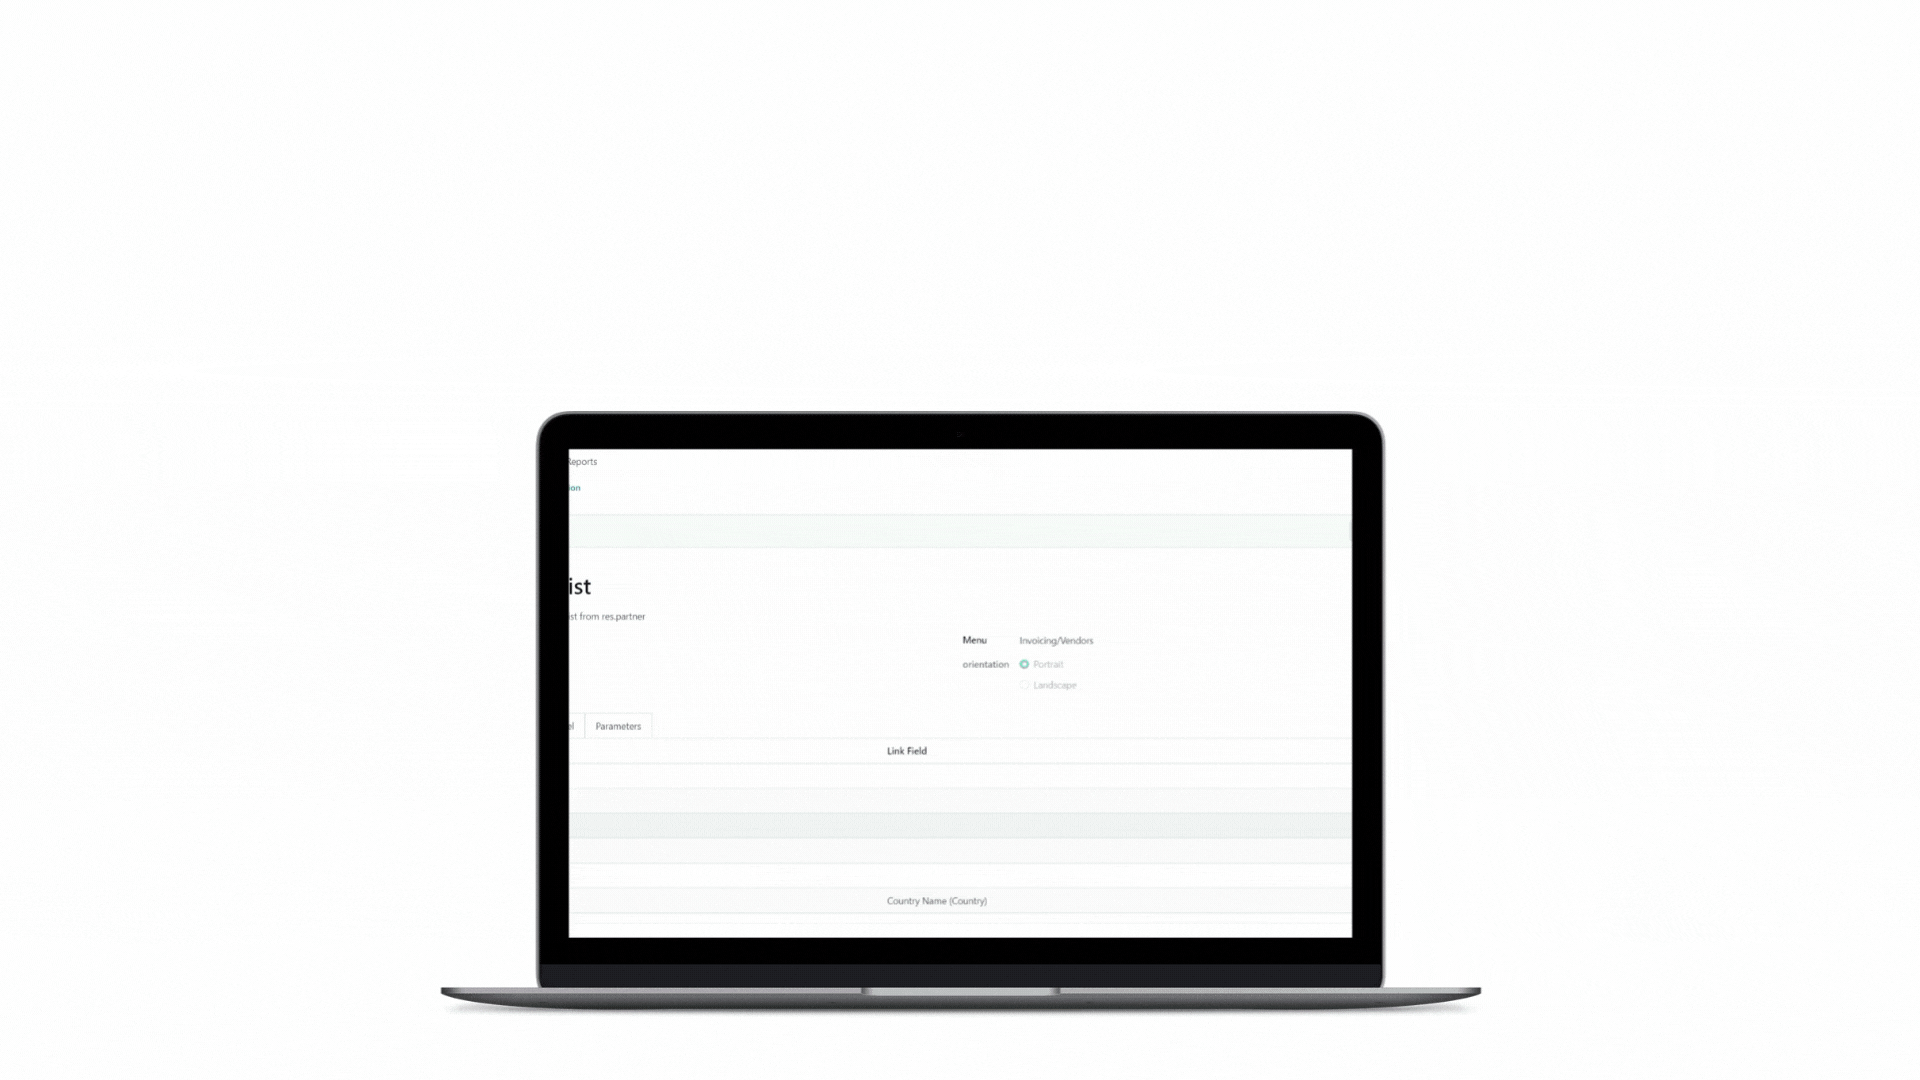 Reports
ion
ist
ist from res.partner
Menu Invoicing/Vendors
orientation Portrait
Landscape
el Parameters
Link Field
Country Name (Country)